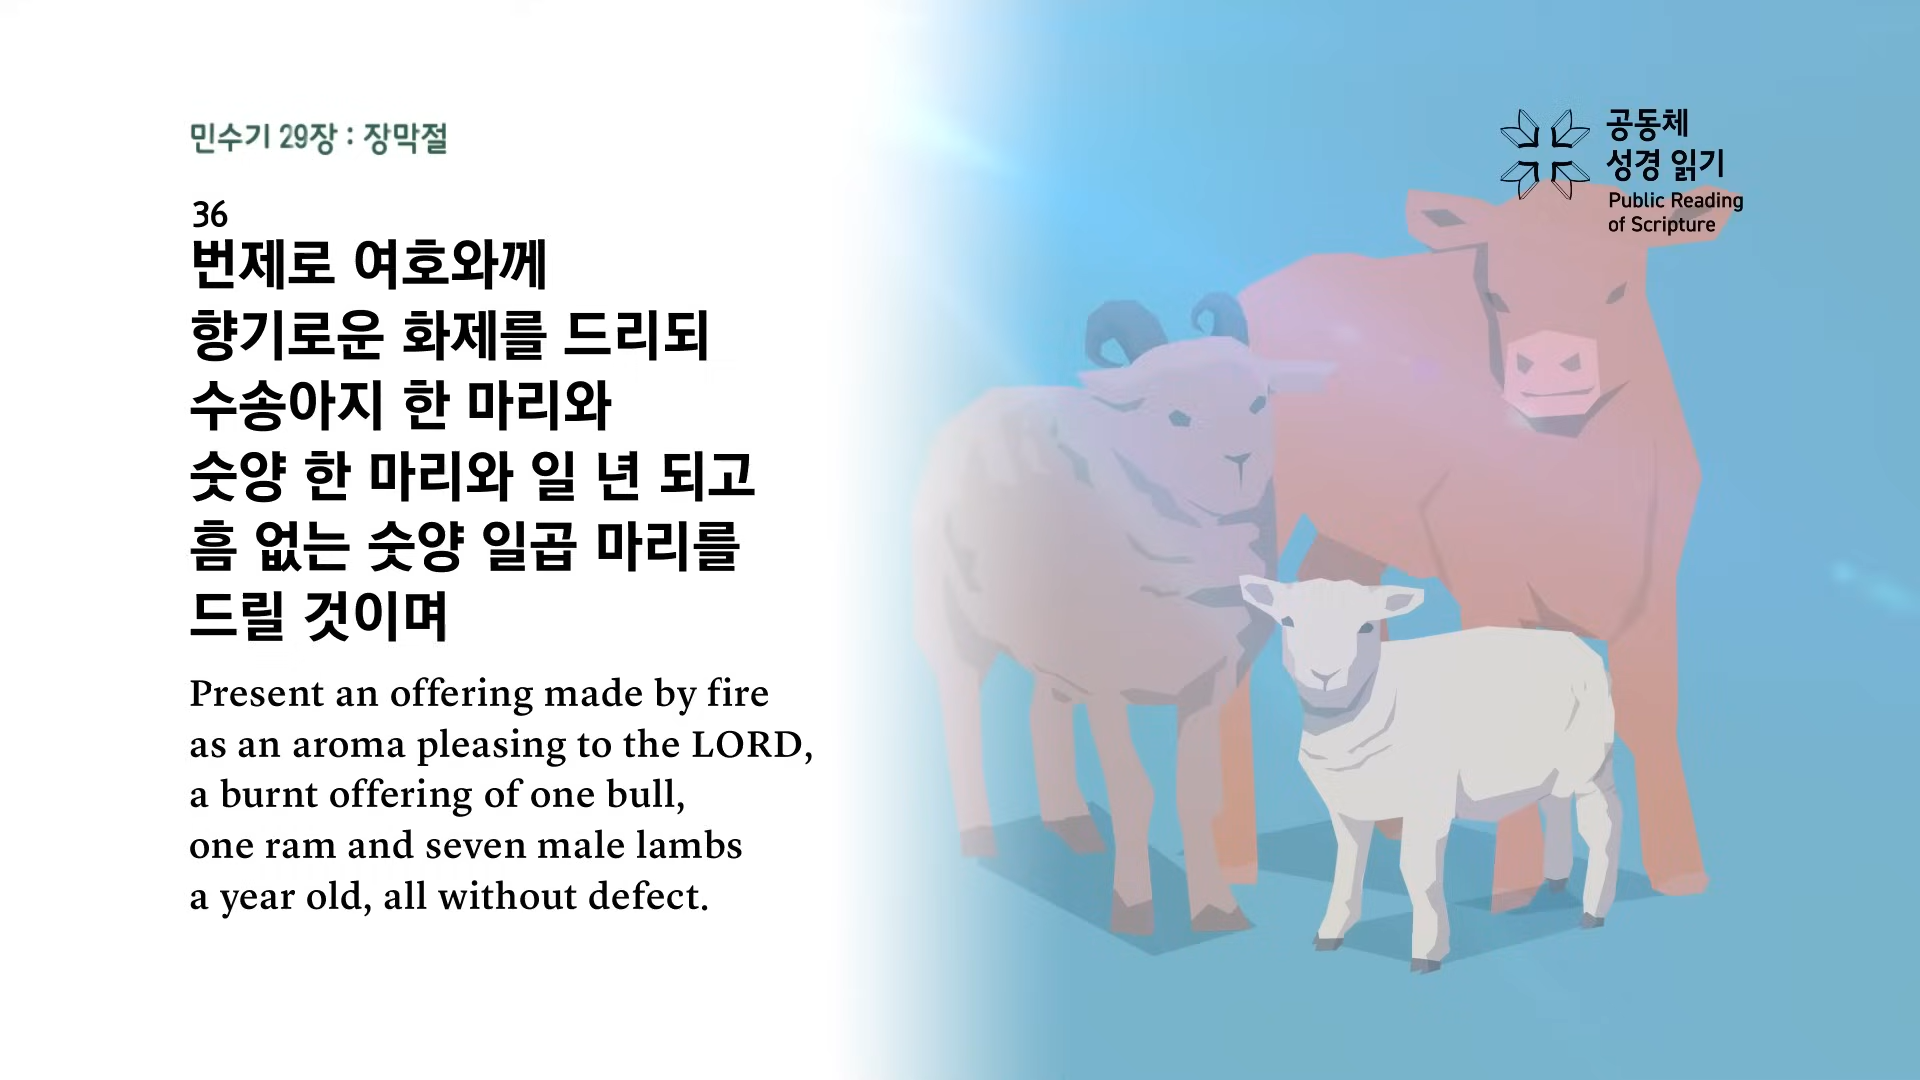 민수기 29장 : 장막절
36
번제로 여호와께
향기로운 화제를 드리되
수송아지 한 마리와
숫양 한 마리와 일 년 되고
흠 없는 숫양 일곱 마리를
드릴 것이며
Present an offering made by fire
as an aroma pleasing to the LORD,
a burnt offering of one bull,
one ram and seven male lambs
a year old, all without defect.
공동체
성경 읽기
Public Reading
of Scripture